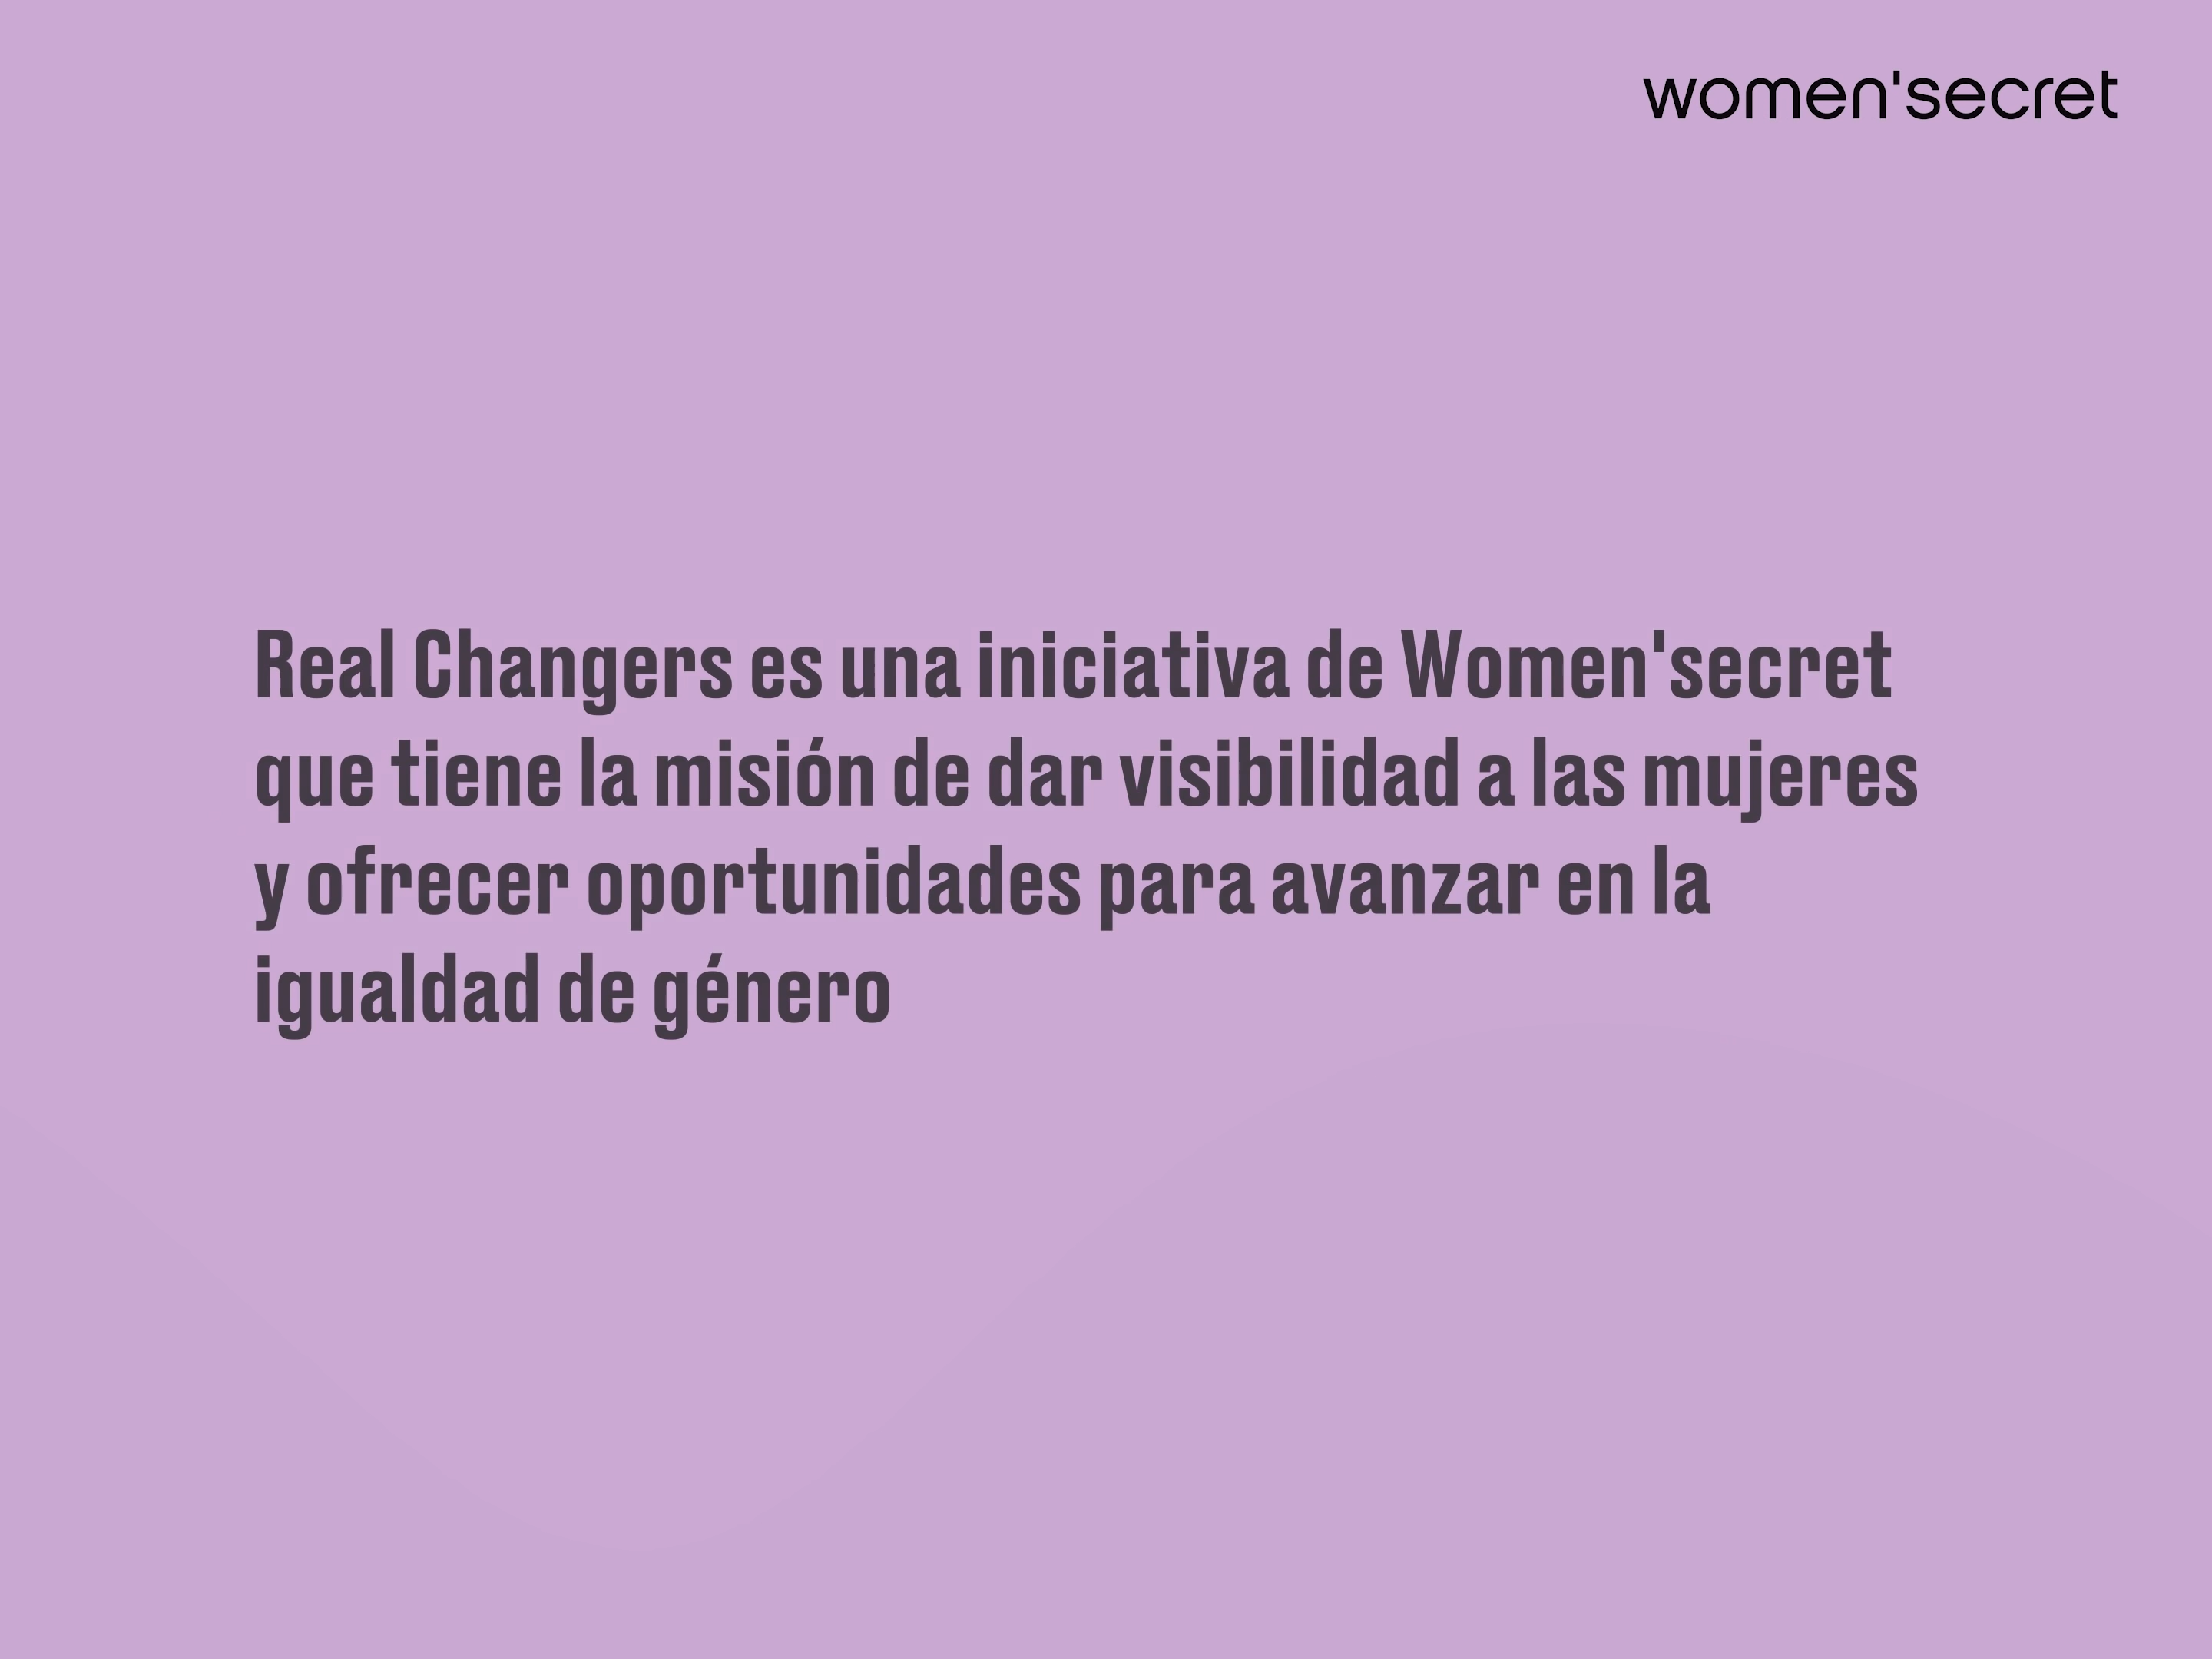 women'secret
Real Changers es una iniciativa de Women'secret
que tiene la misión de dar visibilidad a las mujeres
y ofrecer oportunidades para avanzar en la
igualdad de género